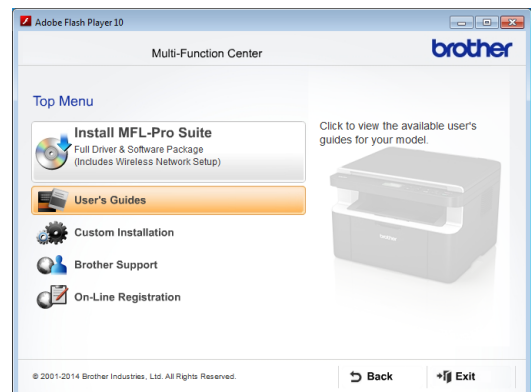 Adobe Flash Player 10
Multi-Function Center
brother
Top Menu
Install MFL-Pro Suite
Full Driver & Software Package
(Includes Wireless Network Setup)
User's Guides
Custom Installation
Brother Support
On-Line Registration
Click to view the available user's
guides for your model.
brother
© 2001-2014 Brother Industries, Ltd. All Rights Reserved.
Back
Exit